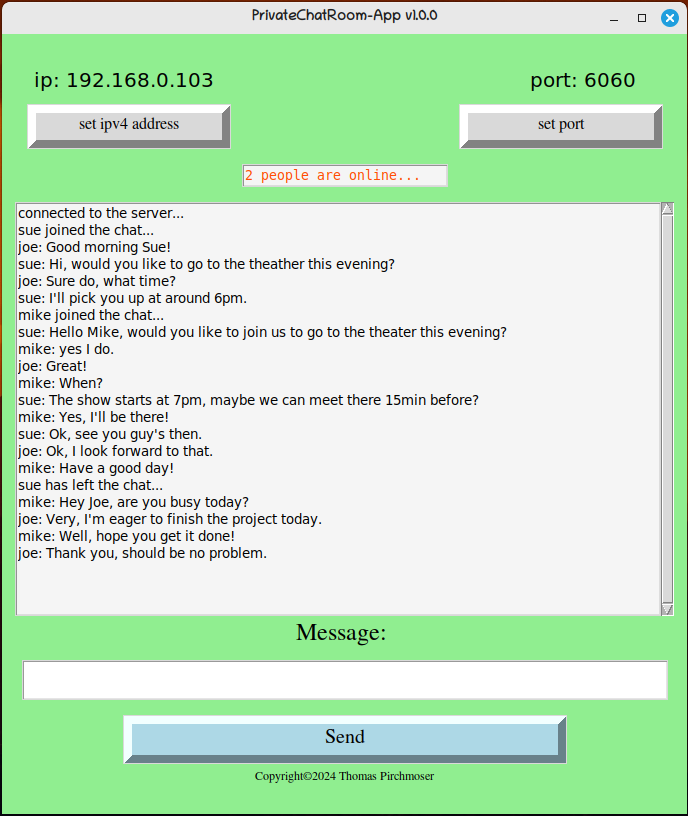 PrivateChatRoom-App v1.0.0
ip: 192.168.0.103
port: 6060
set ipv4 address
set port
2 people are online...
connected to the server...
sue joined the chat...
joe: Good morning Sue!
sue: Hi, would you like to go to the theather this evening?
joe: Sure do, what time?
sue: I'll pick you up at around 6pm.
mike joined the chat...
sue: Hello Mike, would you like to join us to go to the theater this evening?
mike: yes I do.
joe: Great!
mike: When?
sue: The show starts at 7pm, maybe we can meet there 15min before?
mike: Yes, I'll be there!
sue: Ok, see you guy's then.
joe: Ok, I look forward to that.
mike: Have a good day!
sue has left the chat...
mike: Hey Joe, are you busy today?
joe: Very, I'm eager to finish the project today.
mike: Well, hope you get it done!
joe: Thank you, should be no problem.
Message:
Send
Copyright©2024 Thomas Pirchmoser